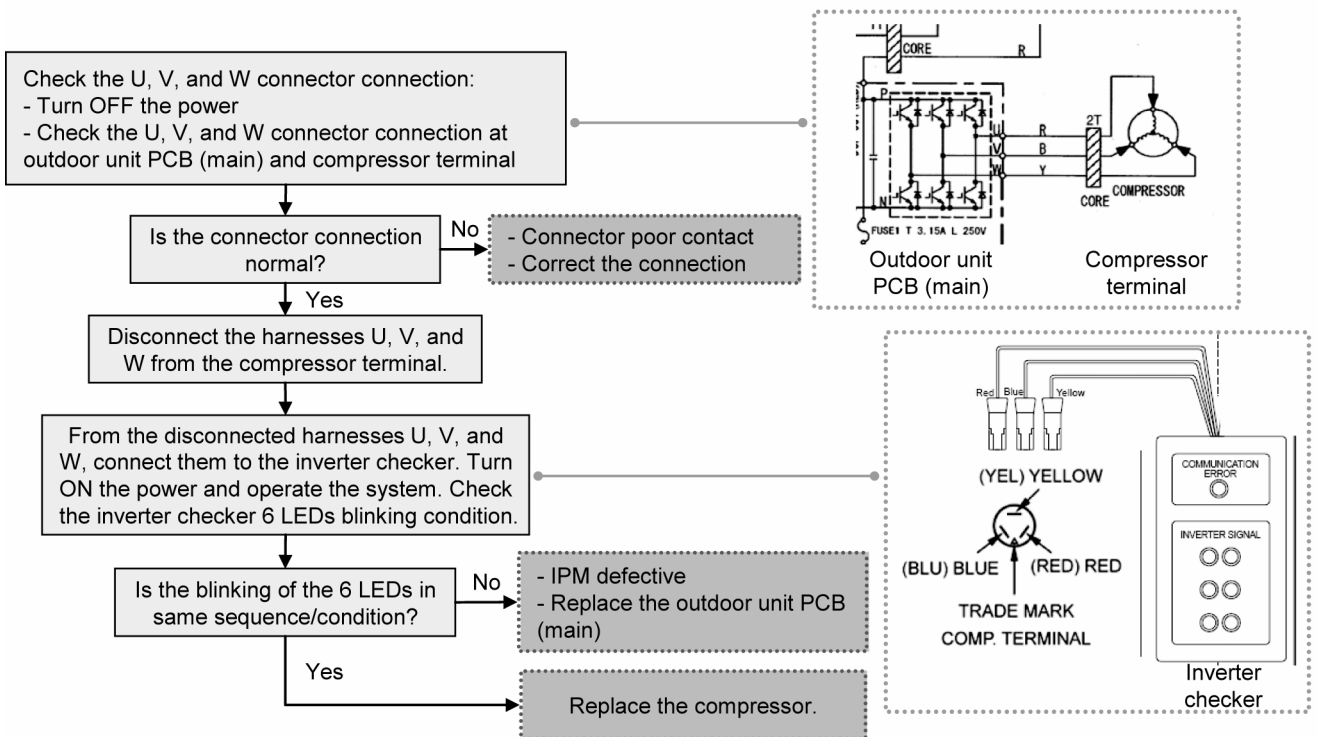 Check the U, V, and W connector connection:
- Turn OFF the power
- Check the U, V, and W connector connection at
outdoor unit PCB (main) and compressor terminal
Is the connector connection
normal?
No
- Connector poor contact
- Correct the connection
Yes
Disconnect the harnesses U, V, and
W from the compressor terminal.
From the disconnected harnesses U, V, and
W, connect them to the inverter checker. Turn
ON the power and operate the system. Check
the inverter checker 6 LEDs blinking condition.
Is the blinking of the 6 LEDs in
same sequence/condition?
No
- IPM defective
- Replace the outdoor unit PCB
(main)
Yes
Replace the compressor.
CORE
R
P
U
R
2T
V
B
W
Y
N
CORE
COMPRESSOR
FUSE1 T 3.15A L 250V
Outdoor unit
PCB (main)
Compressor
terminal
Red
Blue
Yellow
(YEL) YELLOW
(BLU) BLUE
(RED) RED
TRADE MARK
COMP. TERMINAL
COMMUNICATION
ERROR
INVERTER SIGNAL
Inverter
checker